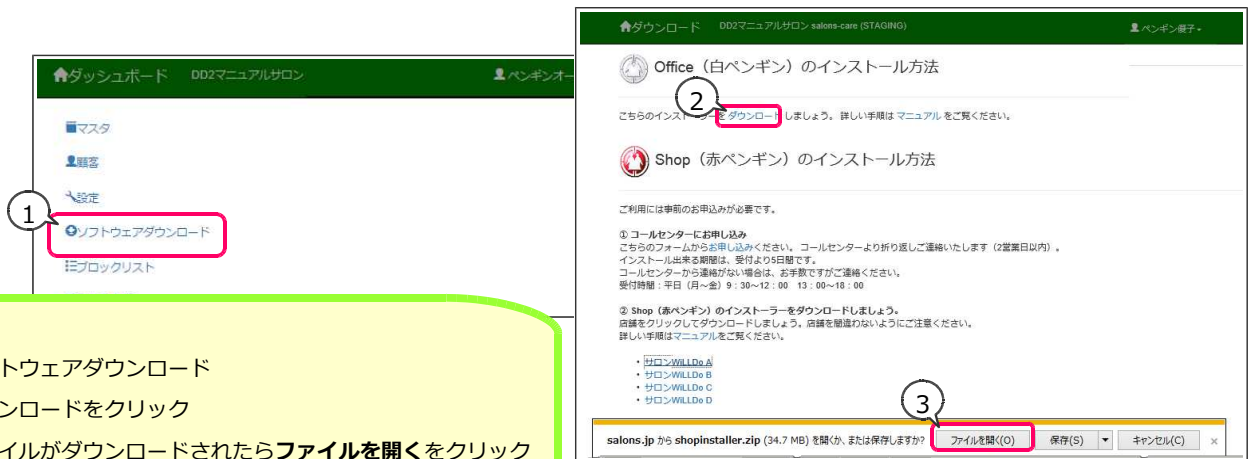 ダッシュボード DD2マニュアルサロン ペンギンオー
マスタ
顧客
設定
1
ソフトウェアダウンロード
ブロックリスト
トウェアダウンロード
ンロードをクリック
イルがダウンロードされたらファイルを開くをクリック
ダウンロード DD2マニュアルサロン salons-care (STAGING)
Office（白ペンギン）のインストール方法
2
こちらのインストーラーを ダウンロード しましょう。 詳しい手順は マニュアル をご覧ください。
Shop（赤ペンギン）のインストール方法
ご利用には事前のお申込みが必要です。
① コールセンターにお申し込み
こちらのフォームからお申し込みください。 コールセンターより折り返しご連絡いたします（2営業日以内）。
インストール出来る期間は、受付より5日間です。
コールセンターから連絡がない場合は、お手数ですがご連絡ください。
受付時間：平日（月～金）9：30～12：00 13：00～18：00
② Shop（赤ペンギン）のインストーラーをダウンロードしましょう。
店舗をクリックしてダウンロードしましょう。店舗を間違わないようにご注意ください。
詳しい手順はマニュアルをご覧ください。
• サロンWiLLDo A
• サロンWiLLDo B
• サロンWiLLDo C
• サロンWiLLDo D
3
salons.jp から shopinstaller.zip (34.7 MB) を開くか、または保存しますか? ファイルを開く(O) 保存(S) ▼ キャンセル(C) ×